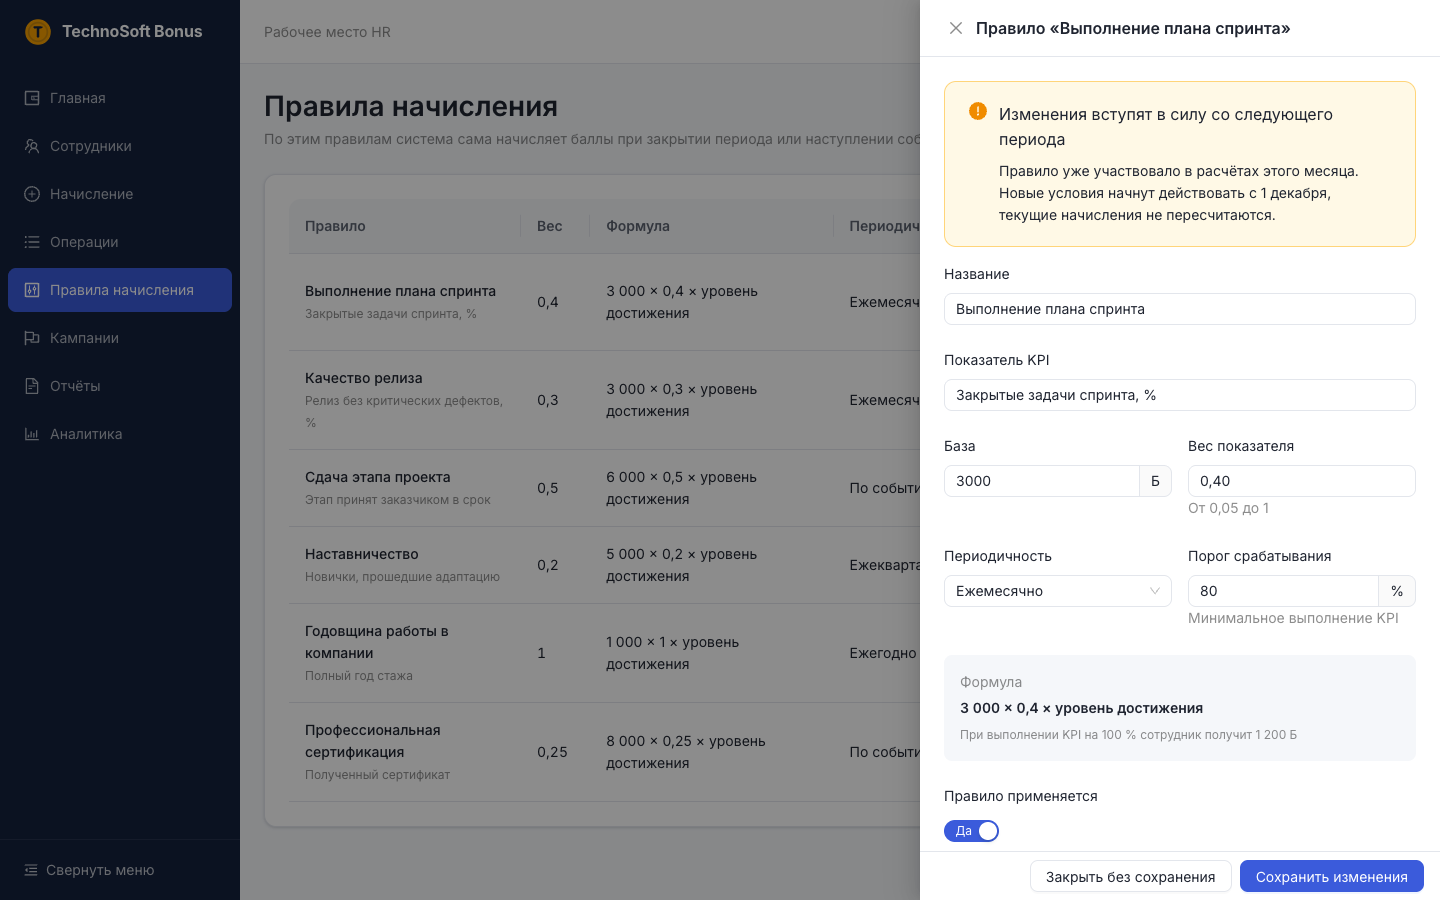 TechnoSoft Bonus
Главная
Сотрудники
Начисление
Операции
Правила начисления
Кампании
Отчёты
Аналитика
Свернуть меню
Рабочее место HR
Правила начисления
По этим правилам система сама начисляет баллы при закрытии периода или наступлении
Правило Вес Формула
Выполнение плана спринта
Закрытые задачи спринта, %
0,4
3 000 × 0,4 × уровень
достижения
Качество релиза
Релиз без критических дефектов,
%
0,3
3 000 × 0,3 × уровень
достижения
Сдача этапа проекта
Этап принят заказчиком в срок
0,5
6 000 × 0,5 × уровень
достижения
Наставничество
Новички, прошедшие адаптацию
0,2
5 000 × 0,2 × уровень
достижения
Годовщина работы в
компании
Полный год стажа
1
1 000 × 1 × уровень
достижения
Ежегодно
Профессиональная
сертификация
Полученный сертификат
0,25
8 000 × 0,25 × уровень
достижения
Правило «Выполнение плана спринта»
Изменения вступят в силу со следующего
периода
Правило уже участвовало в расчётах этого месяца.
Новые условия начнут действовать с 1 декабря,
текущие начисления не пересчитаются.
Название
Выполнение плана спринта
Показатель KPI
Закрытые задачи спринта, %
База
3000 Б
Вес показателя
0,40
От 0,05 до 1
Периодичность
Ежемесячно
Порог срабатывания
80 %
Минимальное выполнение KPI
Формула
3 000 × 0,4 × уровень достижения
При выполнении KPI на 100 % сотрудник получит 1 200 Б
Правило применяется
Да
Закрыть без сохранения
Сохранить изменения